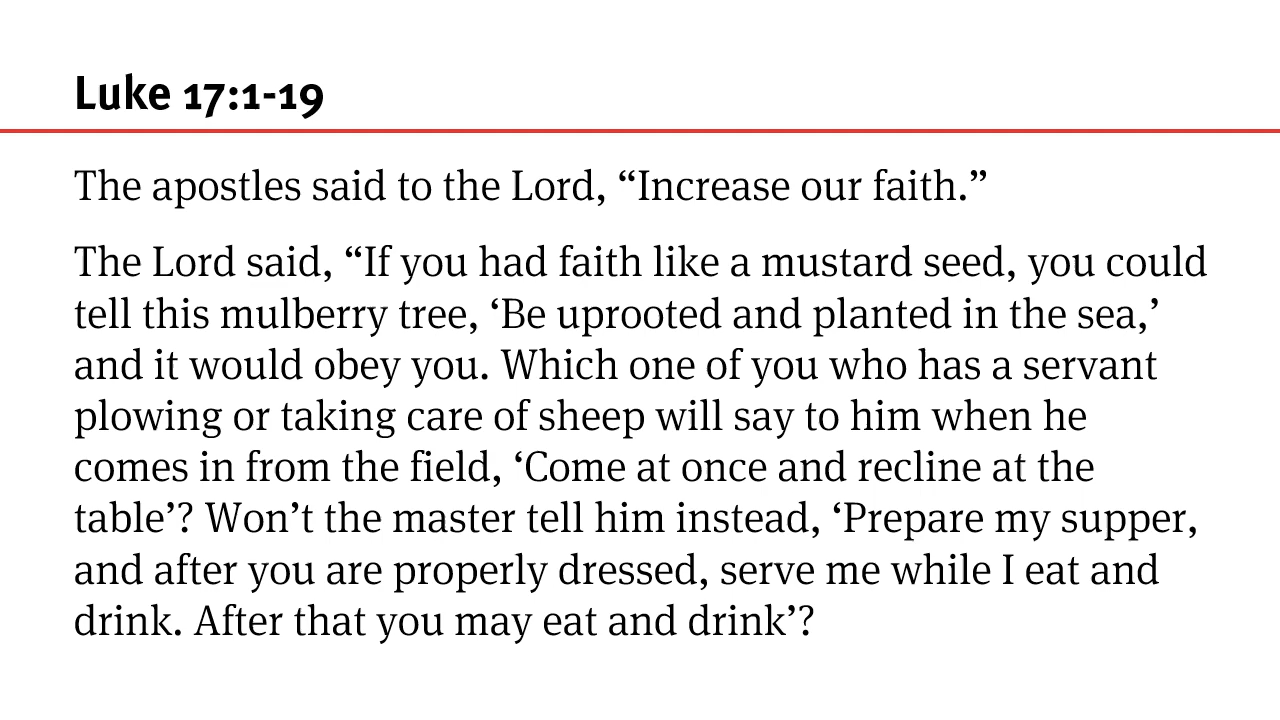 Luke 17:1-19
The apostles said to the Lord, “Increase our faith.”
The Lord said, “If you had faith like a mustard seed, you could
tell this mulberry tree, ‘Be uprooted and planted in the sea,’
and it would obey you. Which one of you who has a servant
plowing or taking care of sheep will say to him when he
comes in from the field, ‘Come at once and recline at the
table’? Won’t the master tell him instead, ‘Prepare my supper,
and after you are properly dressed, serve me while I eat and
drink. After that you may eat and drink’?